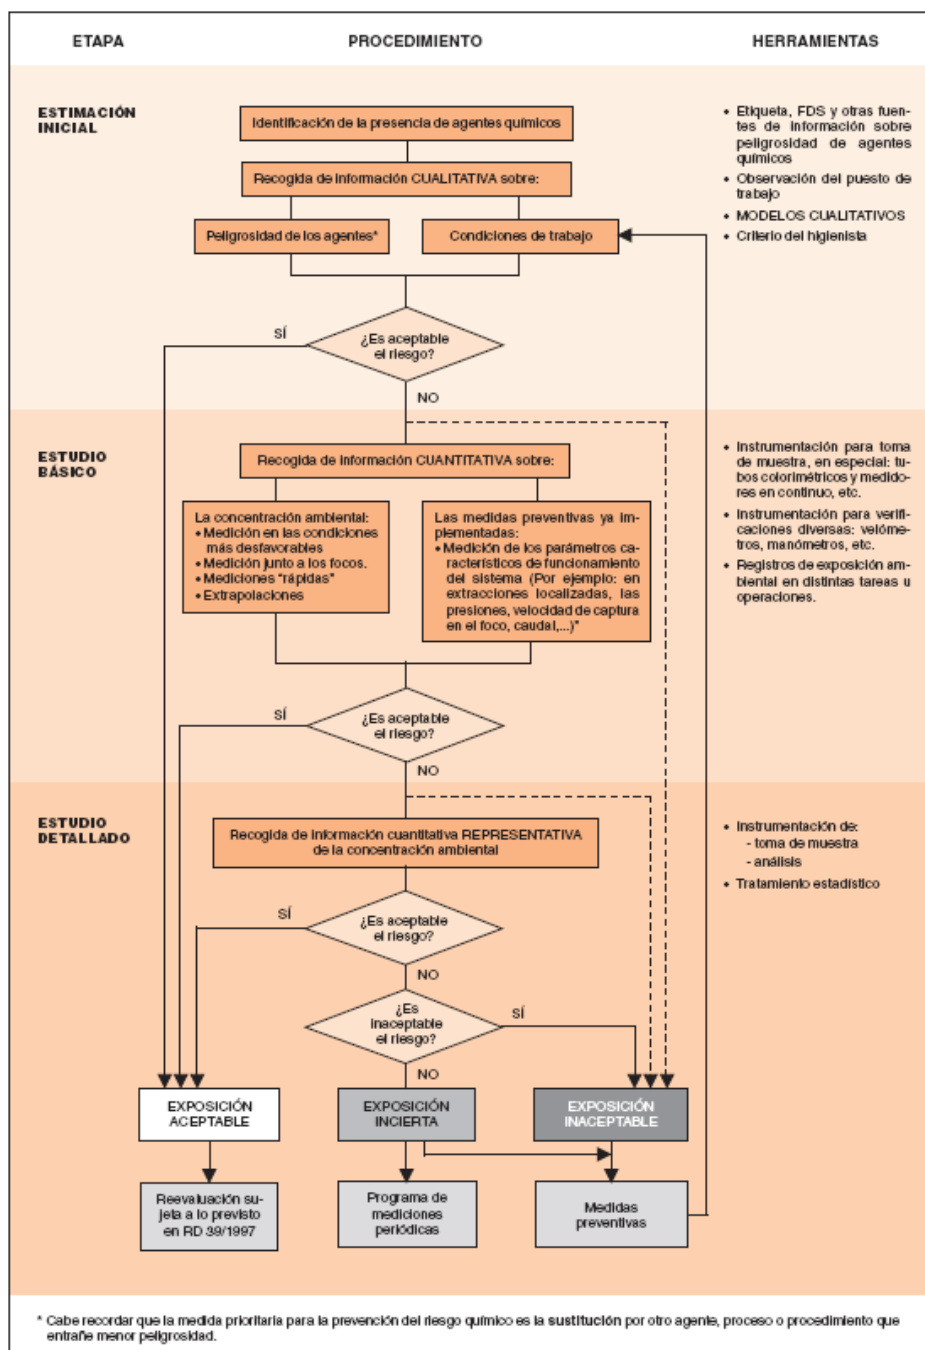 ETAPA
PROCEDIMIENTO
HERRAMIENTAS
ESTIMACIÓN
INICIAL
Identificación de la presencia de agentes químicos
Recogida de información CUALITATIVA sobre:
Peligrosidad de los agentes*
Condiciones de trabajo
¿Es aceptable
el riesgo?
SÍ
NO
• Etiqueta, FDS y otras fuen-
tes de información sobre
peligrosidad de agentes
químicos
• Observación del puesto de
trabajo
• MODELOS CUALITATIVOS
• Criterio del higienista
ESTUDIO
BÁSICO
Recogida de información CUANTITATIVA sobre:
La concentración ambiental:
• Medición en las condiciones
más desfavorables
• Medición junto a los focos.
• Mediciones "rápidas"
• Extrapolaciones
Las medidas preventivas ya im-
plementadas:
• Medición de los parámetros ca-
racterísticos de funcionamiento
del sistema (Por ejemplo: en
extracciones localizadas, las
presiones, velocidad de captura
en el foco, caudal,...)"
¿Es aceptable
el riesgo?
SÍ
NO
• Instrumentación para toma
de muestra, en especial: tu-
bos colorimétricos y medido-
res en continuo, etc.
• Instrumentación para verifi-
caciones diversas: velóme-
tros, manómetros, etc.
• Registros de exposición am-
biental en distintas tareas u
operaciones.
ESTUDIO
DETALLADO
Recogida de información cuantitativa REPRESENTATIVA
de la concentración ambiental
¿Es aceptable
el riesgo?
SÍ
NO
¿Es
inaceptable
el riesgo?
SÍ
NO
• Instrumentación de:
- toma de muestra
- análisis
• Tratamiento estadístico
EXPOSICIÓN
ACEPTABLE
EXPOSICIÓN
INCIERTA
EXPOSICIÓN
INACEPTABLE
Reevaluación su-
jeta a lo previsto
en RD 39/1997
Programa de
mediciones
periódicas
Medidas
preventivas
* Cabe recordar que la medida prioritaria para la prevención del riesgo químico es la sustitución por otro agente, proceso o procedimiento que
entrañe menor peligrosidad.